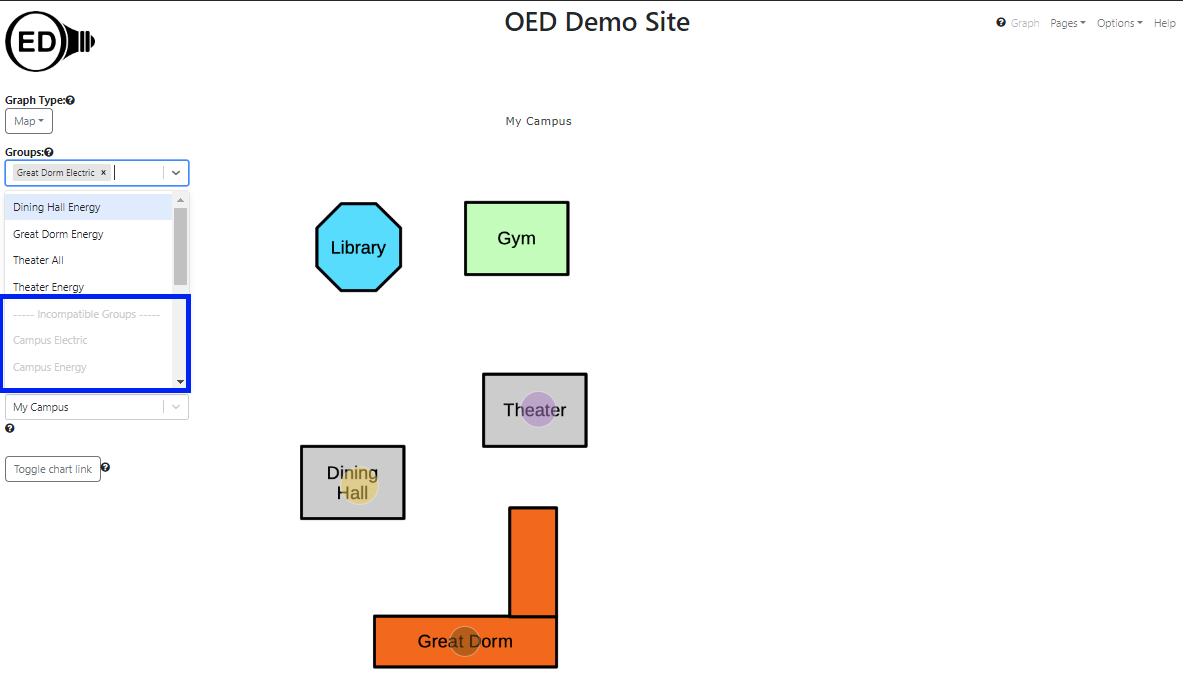 ED
OED Demo Site
Graph Pages Options Help
Graph Type:
Map
My Campus
Groups:
Great Dorm Electric ×
Dining Hall Energy
Great Dorm Energy
Theater All
Theater Energy
----- Incompatible Groups -----
Campus Electric
Campus Energy
My Campus
Toggle chart link
Library
Gym
Theater
Dining
Hall
Great Dorm